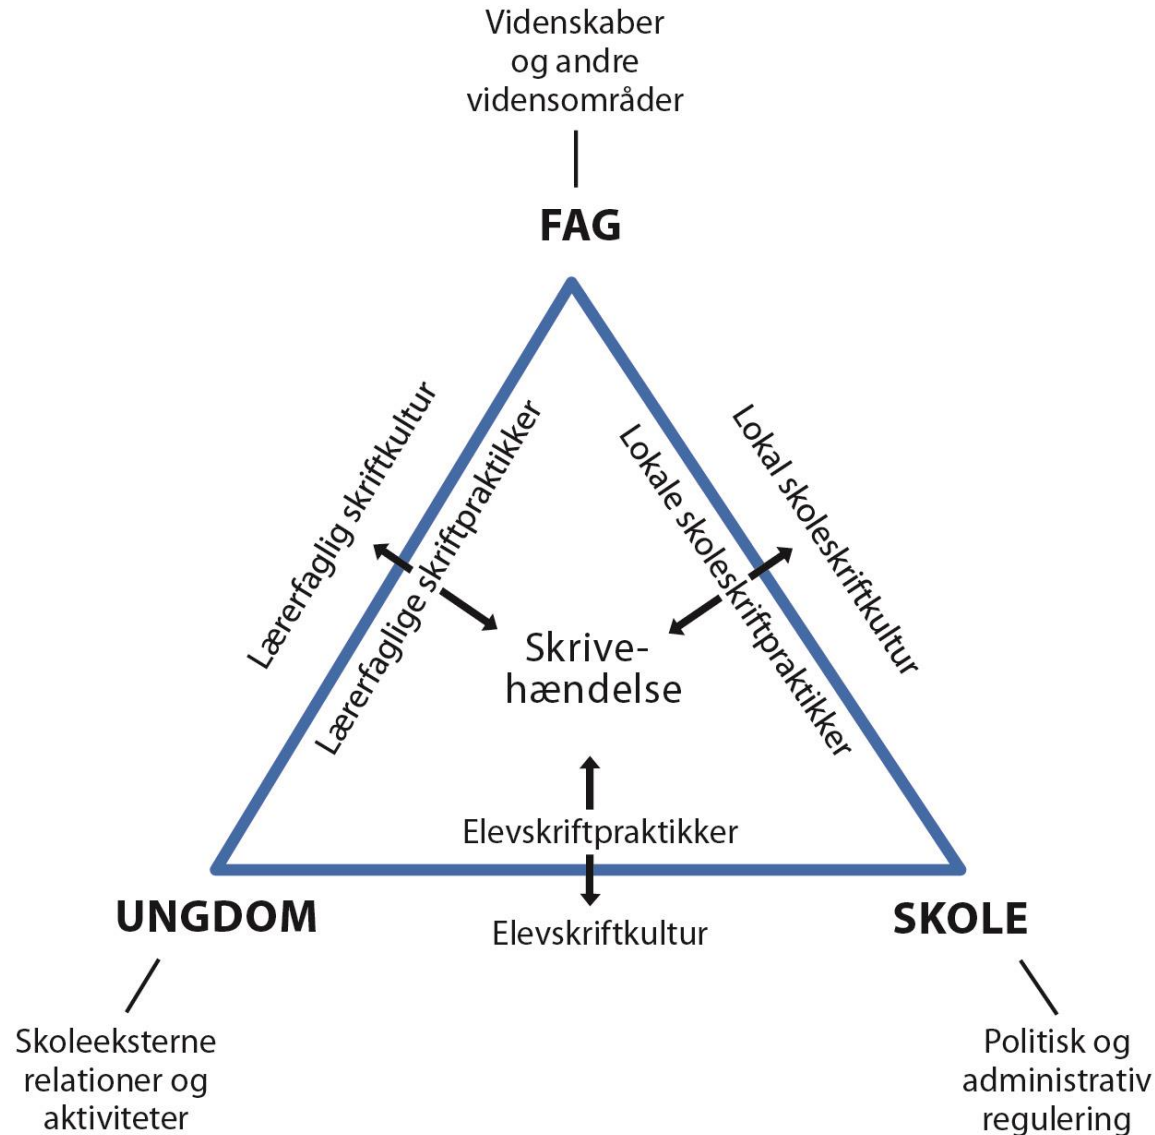 Videnskaber
og andre
vidensområder
FAG
Lærerfaglig skriftkultur
Lærerfaglige skriftpraktikker
Lokale skoleskriftpraktikker
Lokal skoleskriftkultur
Skrive-
hændelse
Elevskriftpraktikker
Elevskriftkultur
UNGDOM
SKOLE
Skoleeksterne
relationer og
aktiviteter
Politisk og
administrativ
regulering